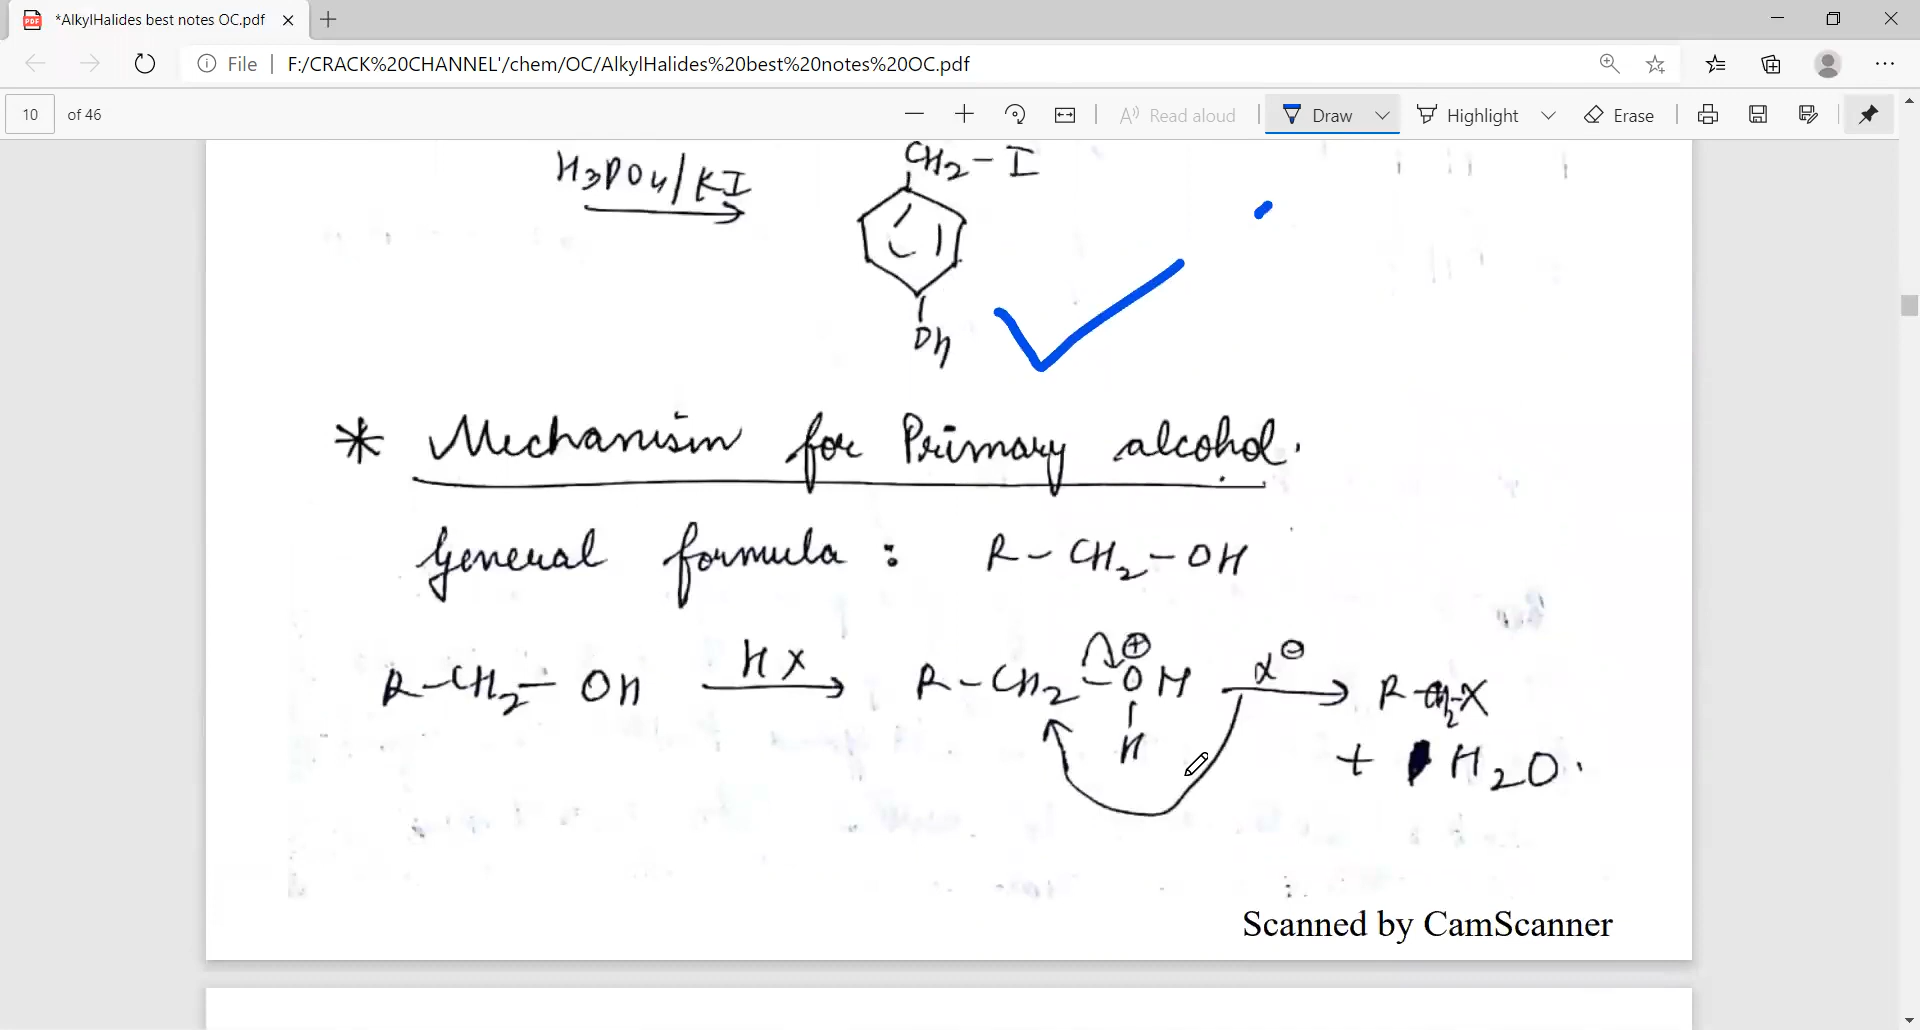 *AlkylHalides best notes OC.pdf
File F:/CRACK%20CHANNEL'/chem/OC/AlkylHalides%20best%20notes%20OC.pdf
10 of 46 Read aloud Draw Highlight Erase
H₃PO₄/KI
CH₂-I
Ph
* Mechanism for Primary alcohol.
General formula : R-CH₂-OH
R-CH₂-OH HX → R-CH₂-OH X⊖ → R-CH₂-X
⊕
H
+ H₂O.
Scanned by CamScanner